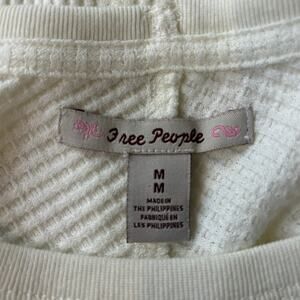 Free People
M
M
MADE IN
THE PHILIPPINES
FABRIQUÉ EN
LES PHILIPPINES